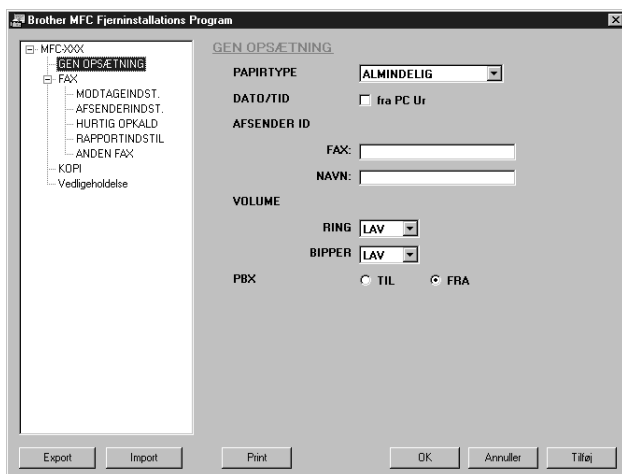 Brother MFC Fjerninstallations Program
MFC-XXX
GEN OPSÆTNING
FAX
MODTAGEINDST.
AFSENDERINDST.
HURTIG OPKALD
RAPPORTINDSTIL
ANDEN FAX
KOPI
Vedligeholdelse
GEN OPSÆTNING
PAPIRTYPE ALMINDELIG
DATO/TID fra PC Ur
AFSENDER ID
FAX:
NAVN:
VOLUME
RING LAV
BIPPER LAV
PBX TIL FRA
Export Import Print OK Annuller Tilføj